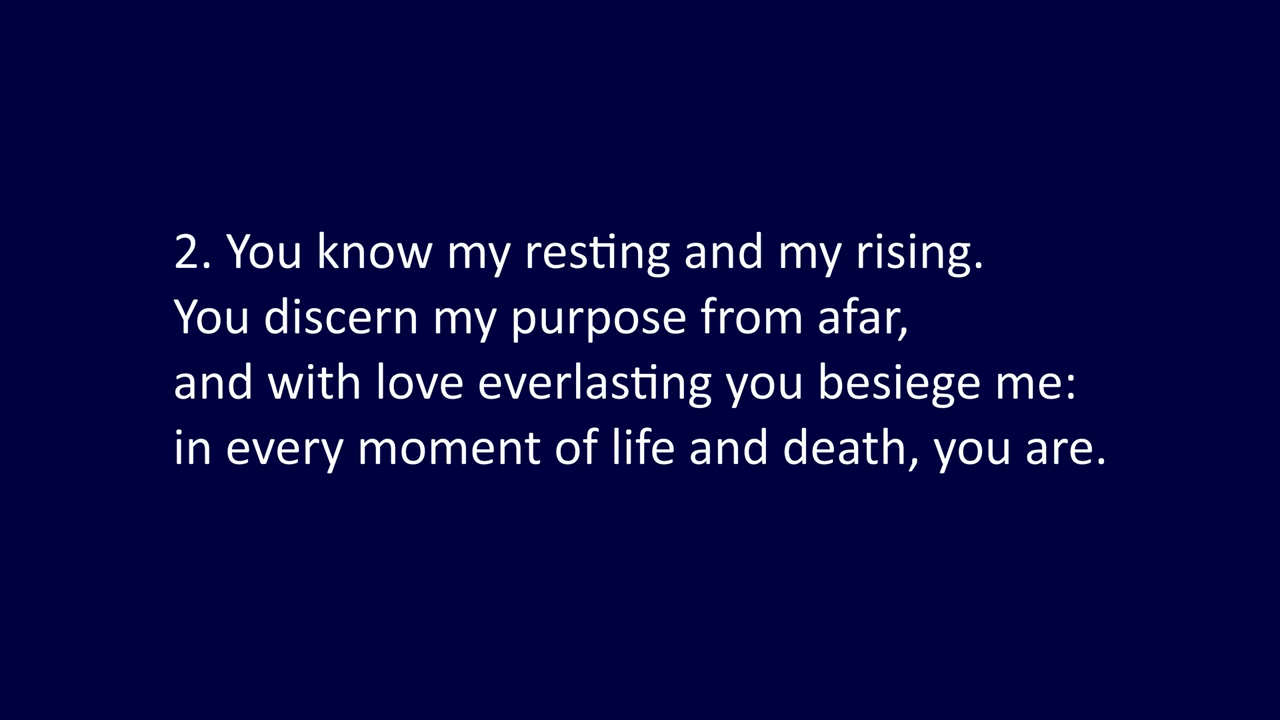 2. You know my resting and my rising.
You discern my purpose from afar,
and with love everlasting you besiege me:
in every moment of life and death, you are.